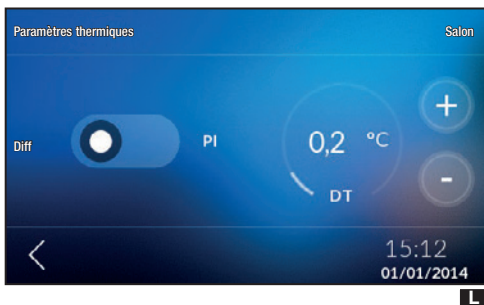 Paramètres thermiques Salon
+
Diff PI 0,2 °C
DT
-
< 15:12
01/01/2014
L